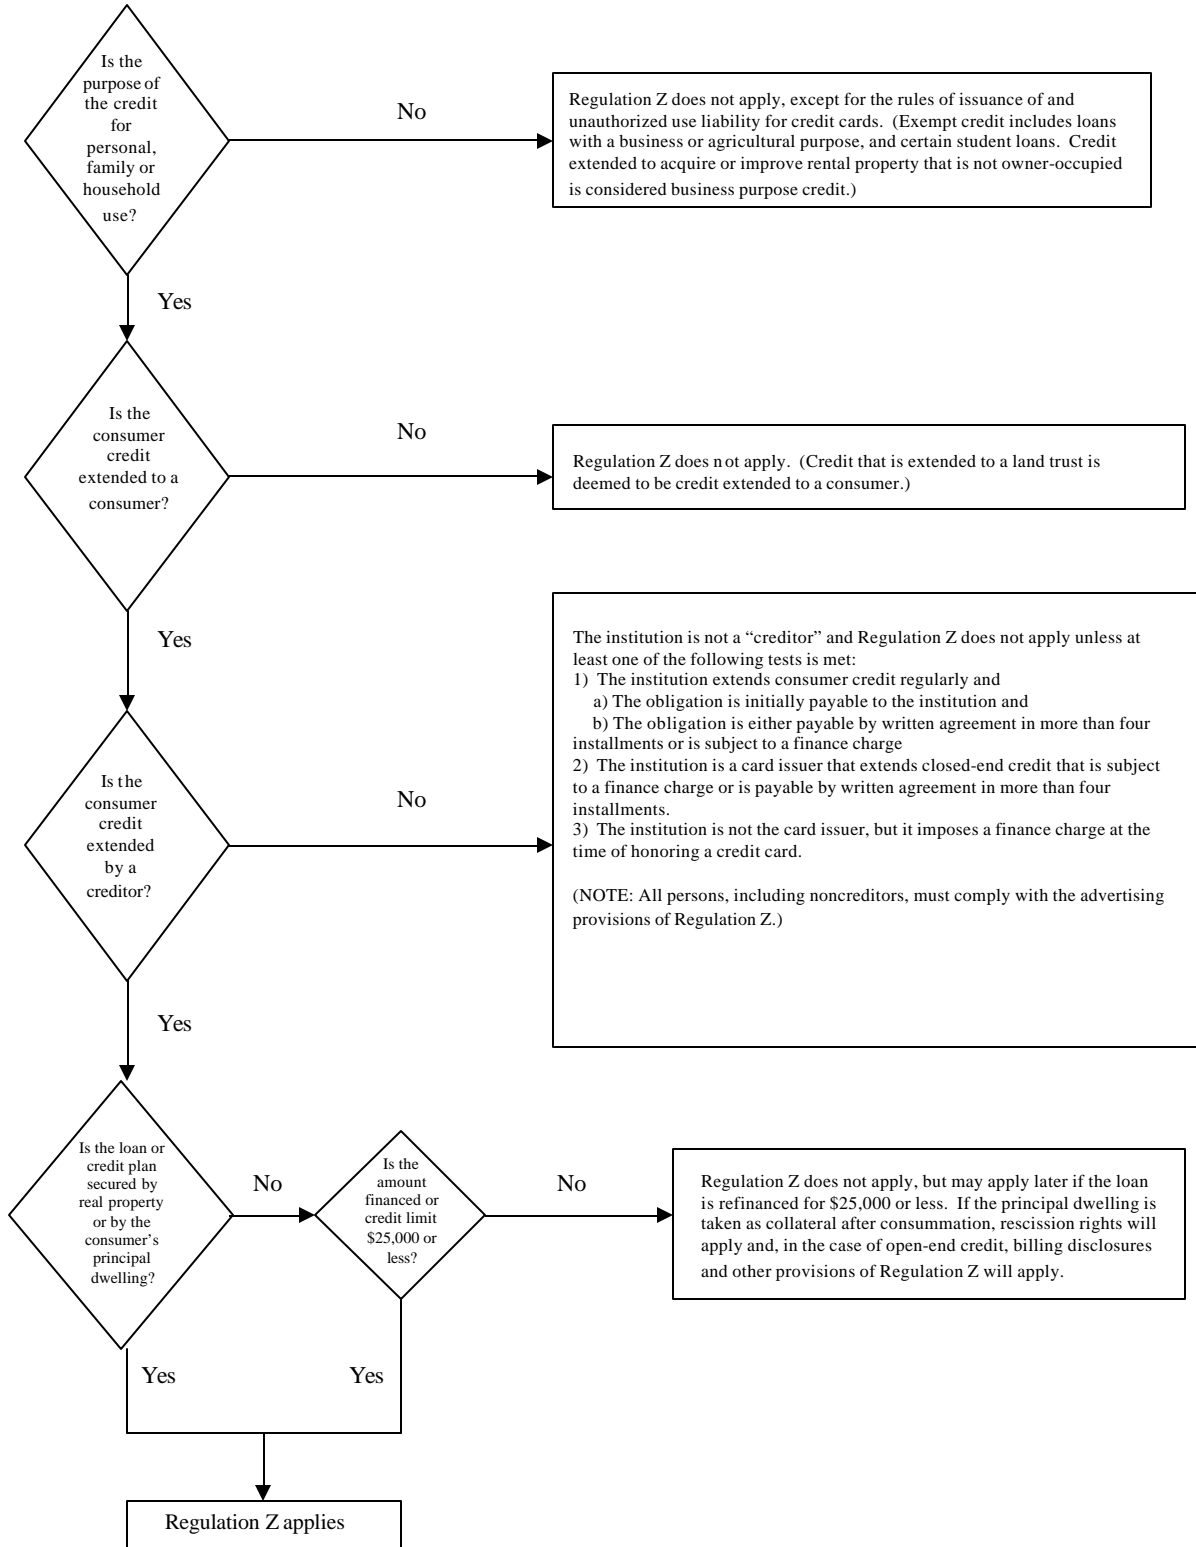 Is the
purpose of
the credit
for
personal,
family or
household
use?
No
Regulation Z does not apply, except for the rules of issuance of and
unauthorized use liability for credit cards. (Exempt credit includes loans
with a business or agricultural purpose, and certain student loans. Credit
extended to acquire or improve rental property that is not owner-occupied
is considered business purpose credit.)
Yes
Is the
consumer
credit
extended to a
consumer?
No
Regulation Z does not apply. (Credit that is extended to a land trust is
deemed to be credit extended to a consumer.)
Yes
Is the
consumer
credit
extended
by a
creditor?
No
The institution is not a “creditor” and Regulation Z does not apply unless at
least one of the following tests is met:
1) The institution extends consumer credit regularly and
a) The obligation is initially payable to the institution and
b) The obligation is either payable by written agreement in more than four
installments or is subject to a finance charge
2) The institution is a card issuer that extends closed-end credit that is subject
to a finance charge or is payable by written agreement in more than four
installments.
3) The institution is not the card issuer, but it imposes a finance charge at the
time of honoring a credit card.
(NOTE: All persons, including noncreditors, must comply with the advertising
provisions of Regulation Z.)
Yes
Is the loan or
credit plan
secured by
real property
or by the
consumer’s
principal
dwelling?
No
Is the
amount
financed or
credit limit
$25,000 or
less?
No
Regulation Z does not apply, but may apply later if the loan
is refinanced for $25,000 or less. If the principal dwelling is
taken as collateral after consummation, rescission rights will
apply and, in the case of open-end credit, billing disclosures
and other provisions of Regulation Z will apply.
Yes
Yes
Regulation Z applies